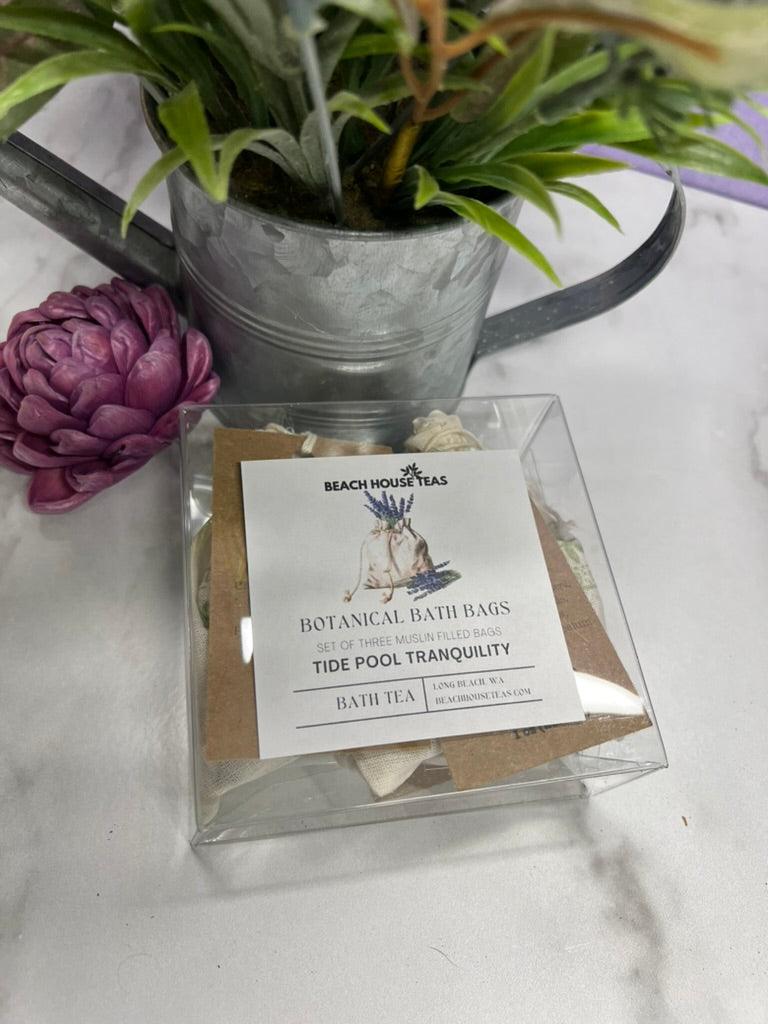 BEACH HOUSE TEAS
BOTANICAL BATH BAGS
SET OF THREE MUSLIN FILLED BAGS
TIDE POOL TRANQUILITY
BATH TEA
LONG BEACH, WA
BEACHHOUSETEAS.COM